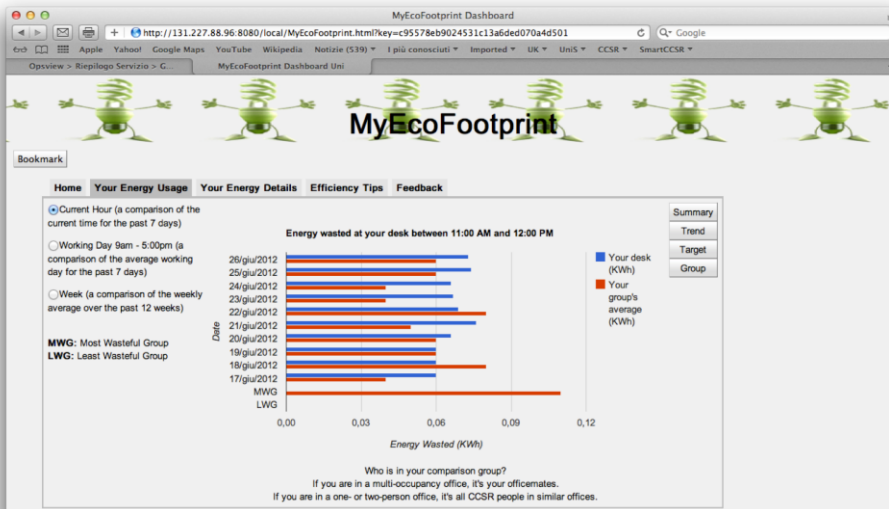 MyEcoFootprint Dashboard
http://131.227.88.96:8080/local/MyEcoFootprint.html?key=c95578eb9024531c13a6ded070a4d501
Google
Apple Yahoo! Google Maps YouTube Wikipedia Notizie (539) I più conosciuti Imported UK UniS CCSR SmartCCSR
Opsview > Riepilogo Servizio > G...
MyEcoFootprint Dashboard Uni
MyEcoFootprint
Bookmark
Home Your Energy Usage Your Energy Details Efficiency Tips Feedback
Current Hour (a comparison of the
current time for the past 7 days)
Working Day 9am - 5:00pm (a
comparison of the average working
day for the past 7 days)
Week (a comparison of the weekly
average over the past 12 weeks)
MWG: Most Wasteful Group
LWG: Least Wasteful Group
Energy wasted at your desk between 11:00 AM and 12:00 PM
Date
26/giu/2012
25/giu/2012
24/giu/2012
23/giu/2012
22/giu/2012
21/giu/2012
20/giu/2012
19/giu/2012
18/giu/2012
17/giu/2012
MWG
LWG
0,00 0,03 0,06 0,09 0,12
Energy Wasted (KWh)
Your desk
(KWh)
Your
group's
average
(KWh)
Summary
Trend
Target
Group
Who is in your comparison group?
If you are in a multi-occupancy office, it's your officemates.
If you are in a one- or two-person office, it's all CCSR people in similar offices.